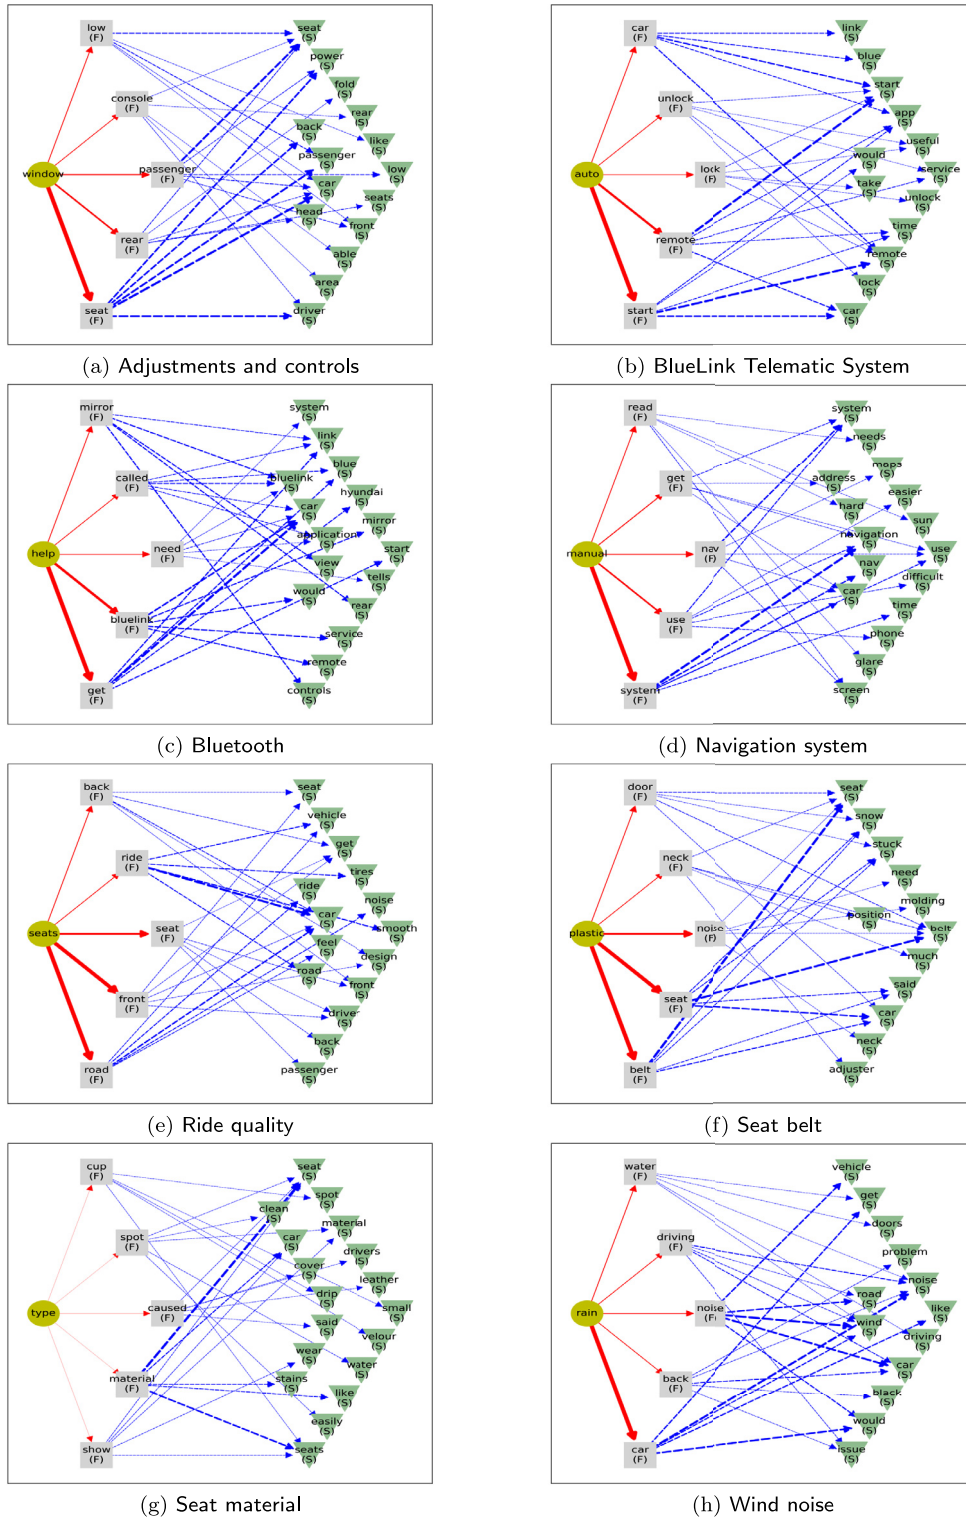 low
(F)
console
(F)
window
passenger
(F)
rear
(F)
seat
(F)
seat
(S)
power
(S)
fold
(S)
rear
(S)
back
(S)
like
(S)
passenger
(S)
low
(S)
car
(S)
seats
(S)
head
(S)
front
(S)
able
(S)
area
(S)
driver
(S)
(a) Adjustments and controls
car
(F)
unlock
(F)
auto
lock
(F)
remote
(F)
start
(F)
link
(S)
blue
(S)
start
(S)
app
(S)
useful
(S)
would
(S)
service
(S)
take
(S)
unlock
(S)
time
(S)
remote
(S)
lock
(S)
car
(S)
(b) BlueLink Telematic System
mirror
(F)
called
(F)
help
need
(F)
bluelink
(F)
get
(F)
system
(S)
link
(S)
blue
(S)
bluelink
(S)
hyundai
(S)
car
(S)
mirror
(S)
application
(S)
start
(S)
view
(S)
tells
(S)
would
(S)
rear
(S)
service
(S)
remote
(S)
controls
(S)
(c) Bluetooth
read
(F)
get
(F)
manual
nav
(F)
use
(F)
system
(F)
system
(S)
needs
(S)
maps
(S)
address
(S)
easier
(S)
hard
(S)
sun
(S)
navigation
(S)
use
(S)
nav
(S)
difficult
(S)
car
(S)
time
(S)
phone
(S)
glare
(S)
screen
(S)
(d) Navigation system
back
(F)
ride
(F)
seats
seat
(F)
front
(F)
road
(F)
seat
(S)
vehicle
(S)
get
(S)
tires
(S)
ride
(S)
noise
(S)
car
(S)
smooth
(S)
feel
(S)
design
(S)
road
(S)
front
(S)
driver
(S)
back
(S)
passenger
(S)
(e) Ride quality
door
(F)
neck
(F)
plastic
noise
(F)
seat
(F)
belt
(F)
seat
(S)
snow
(S)
stuck
(S)
need
(S)
molding
(S)
position
(S)
belt
(S)
much
(S)
said
(S)
car
(S)
neck
(S)
adjuster
(S)
(f) Seat belt
cup
(F)
spot
(F)
type
caused
(F)
material
(F)
show
(F)
seat
(S)
spot
(S)
clean
(S)
material
(S)
car
(S)
drivers
(S)
cover
(S)
leather
(S)
drip
(S)
small
(S)
said
(S)
velour
(S)
wear
(S)
water
(S)
stains
(S)
like
(S)
easily
(S)
seats
(S)
(g) Seat material
water
(F)
driving
(F)
rain
noise
(F)
back
(F)
car
(F)
vehicle
(S)
get
(S)
doors
(S)
problem
(S)
noise
(S)
road
(S)
like
(S)
wind
(S)
driving
(S)
car
(S)
black
(S)
would
(S)
issue
(S)
(h) Wind noise